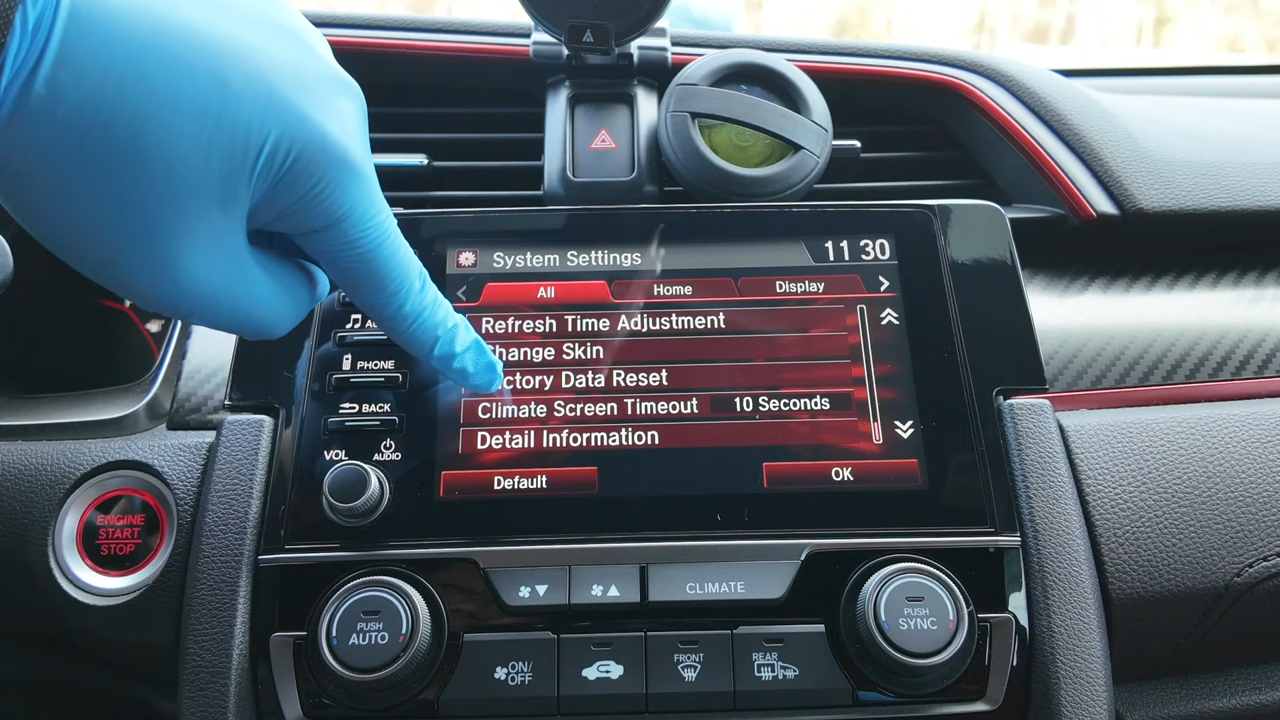 System Settings
11 30
All
Home
Display
Refresh Time Adjustment
Change Skin
Factory Data Reset
Climate Screen Timeout
10 Seconds
Detail Information
Default
OK
PHONE
BACK
VOL
AUDIO
ENGINE
START
STOP
CLIMATE
PUSH
AUTO
PUSH
SYNC
ON/
OFF
FRONT
REAR